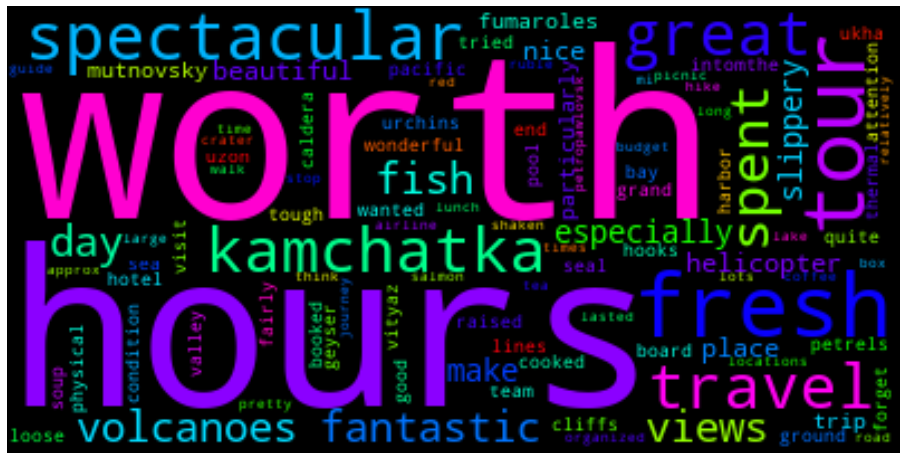 spectacular
fumaroles
great
ukha
tried
nice
guide
mutnovsky
beautiful
pacific
ruble
intomthe
red
mi
picnic
hike
worth
tour
attention
relatively
thermal
slippery
spent
long
particularly
petropavlovsk
caldera
time
crater
uzon
walk
stop
urchins
end
wonderful
pool
budget
bay
grand
harbor
fish
wanted
lunch
tough
airline
shaken
especially
lake
quite
day
large
visit
kamchatka
times
hooks
approx
sea
hotel
think
salmon
seal
helicopter
box
tea
lots
coffee
hours
fresh
soup
physical
condition
valley
fairly
booked
geyser
journey
vityaz
good
raised
lasted
lines
cooked
board
place
petrels
locations
make
team
travel
forget
pretty
loose
volcanoes
fantastic
cliffs
organized
views
trip
ground
road